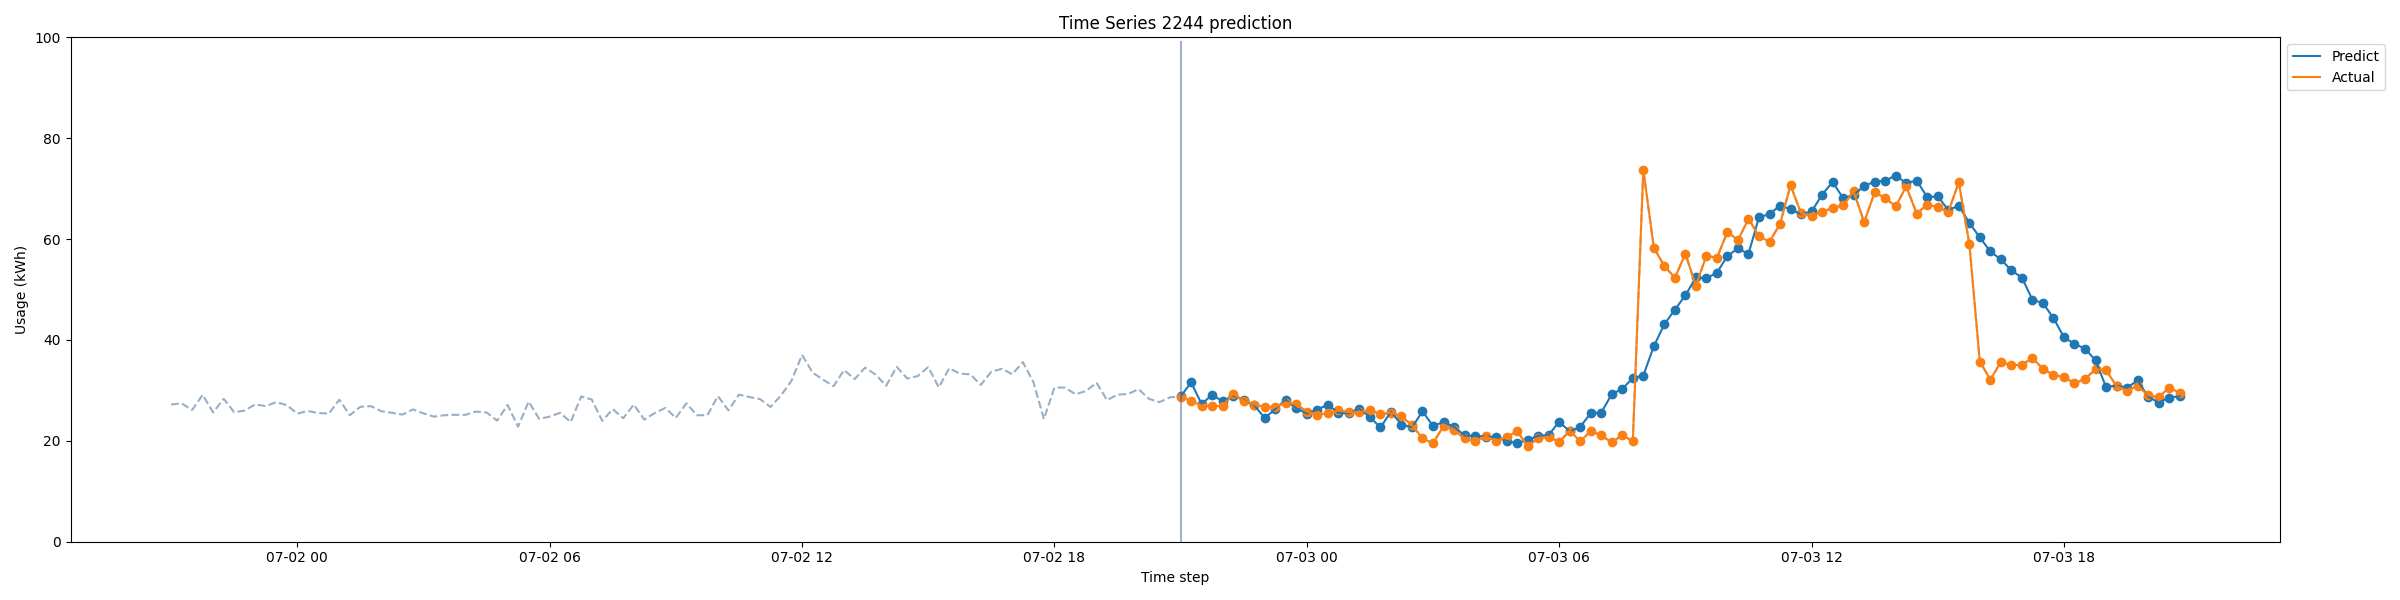 Time Series 2244 prediction
100
80
60
40
20
0
Usage (kWh)
07-02 00
07-02 06
07-02 12
07-02 18
07-03 00
07-03 06
07-03 12
07-03 18
Time step
Predict
Actual